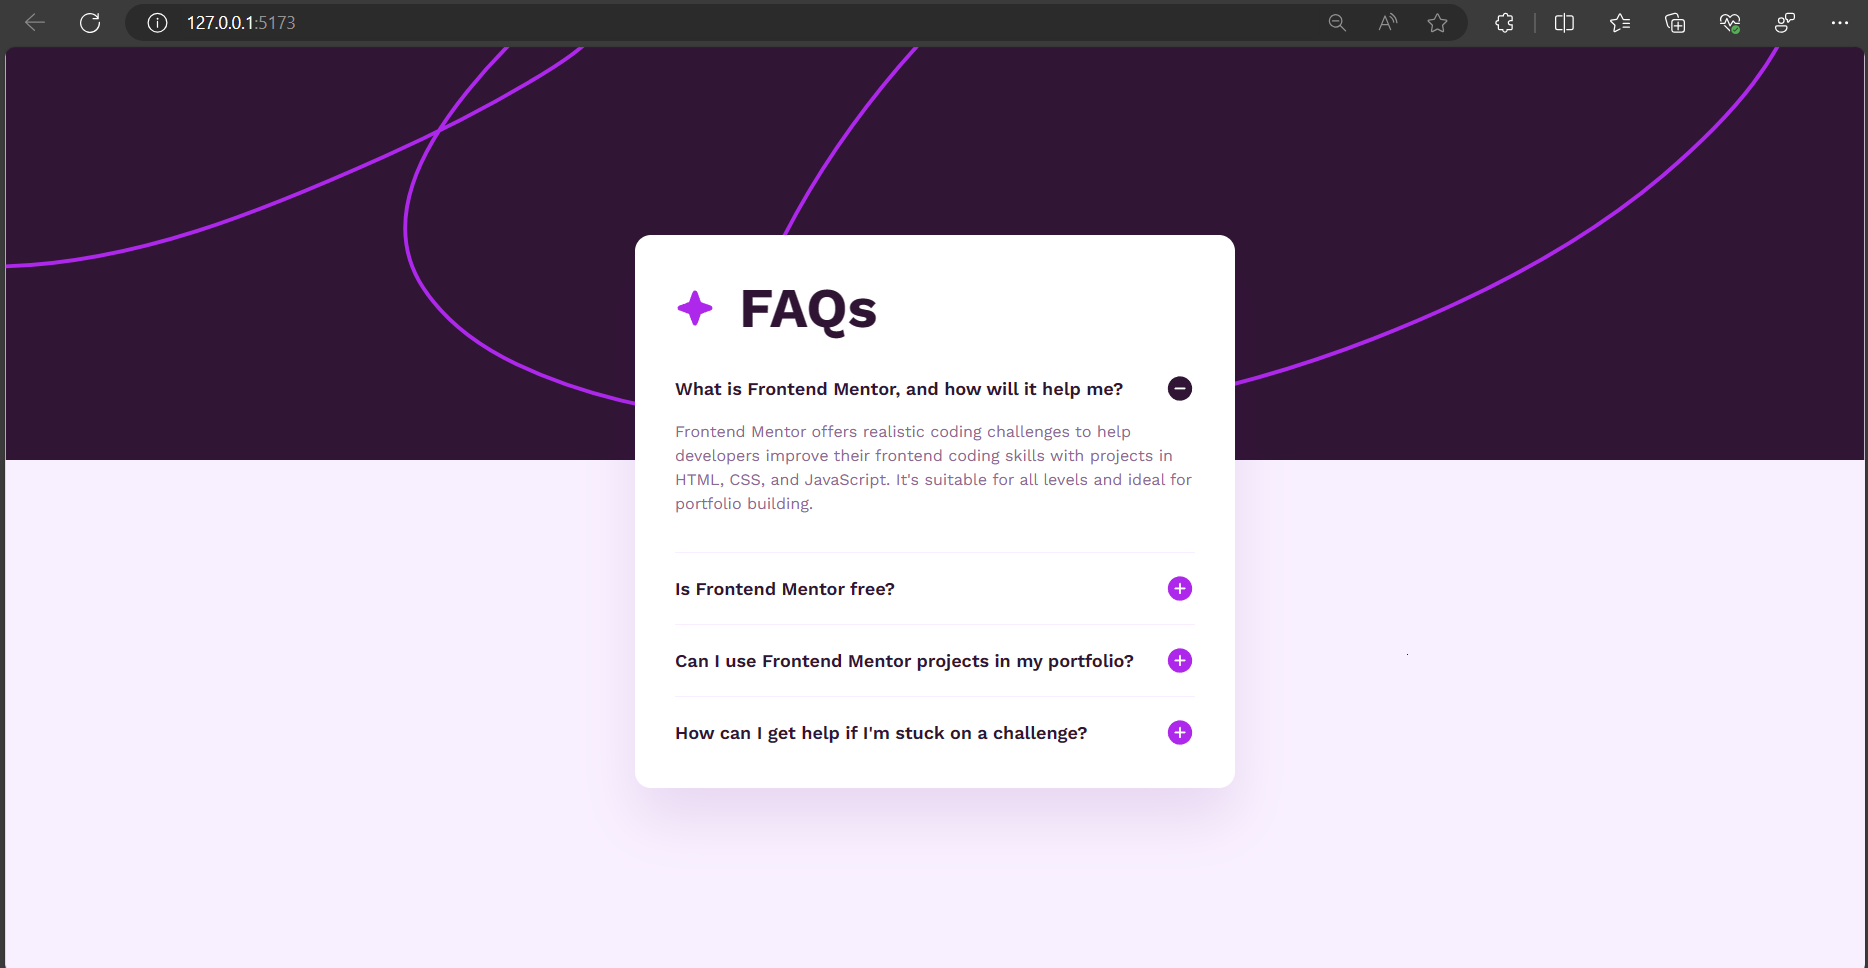 127.0.0.1:5173
FAQs
What is Frontend Mentor, and how will it help me?
Frontend Mentor offers realistic coding challenges to help
developers improve their frontend coding skills with projects in
HTML, CSS, and JavaScript. It's suitable for all levels and ideal for
portfolio building.
Is Frontend Mentor free?
Can I use Frontend Mentor projects in my portfolio?
How can I get help if I'm stuck on a challenge?